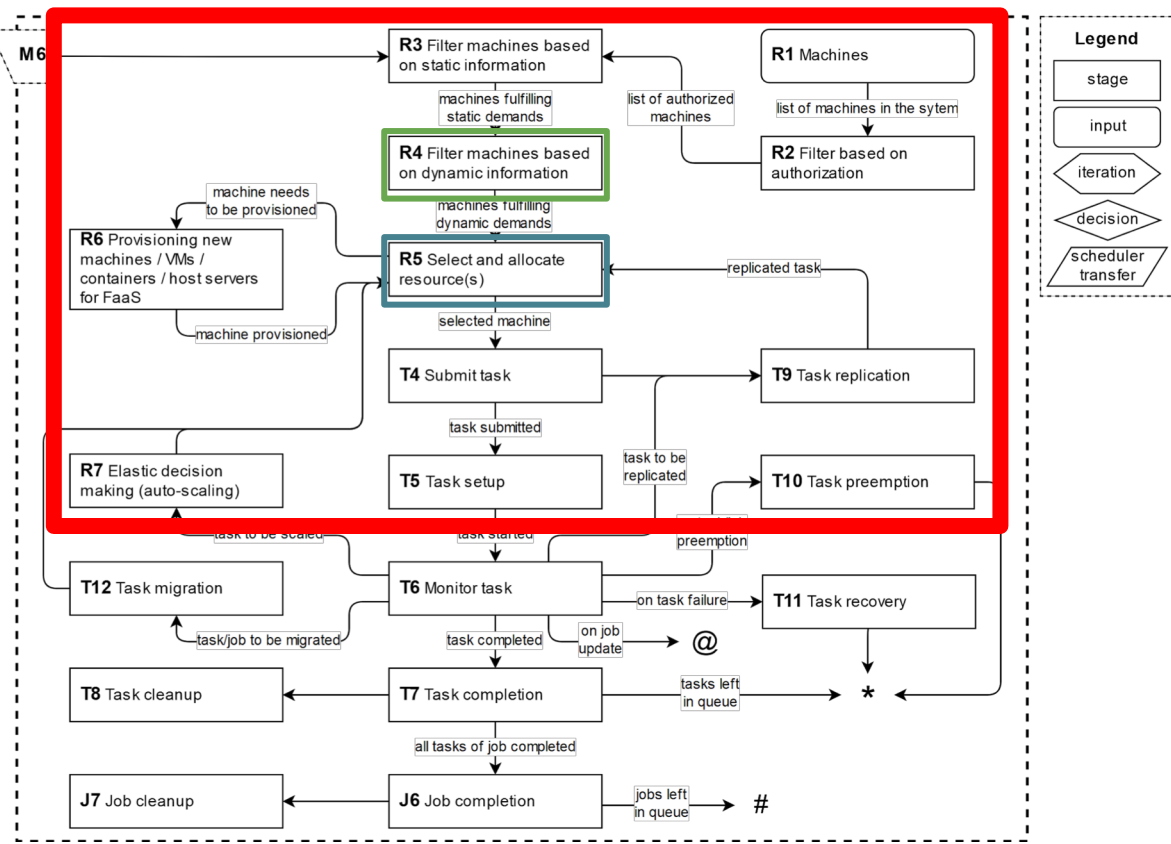 M6
R3 Filter machines based
on static information
R1 Machines
machines fulfilling
static demands
list of authorized
machines
list of machines in the sytem
R4 Filter machines based
on dynamic information
R2 Filter based on
authorization
machine needs
to be provisioned
machines fulfilling
dynamic demands
R6 Provisioning new
machines / VMs /
containers / host servers
for FaaS
R5 Select and allocate
resource(s)
replicated task
machine provisioned
selected machine
T4 Submit task
T9 Task replication
task submitted
task to be
replicated
R7 Elastic decision
making (auto-scaling)
T5 Task setup
T10 Task preemption
task to be scaled
task started
preemption
T12 Task migration
T6 Monitor task
on task failure
T11 Task recovery
task/job to be migrated
task completed
on job
update
@
T8 Task cleanup
T7 Task completion
tasks left
in queue
*
all tasks of job completed
J7 Job cleanup
J6 Job completion
jobs left
in queue
#
Legend
stage
input
iteration
decision
scheduler
transfer